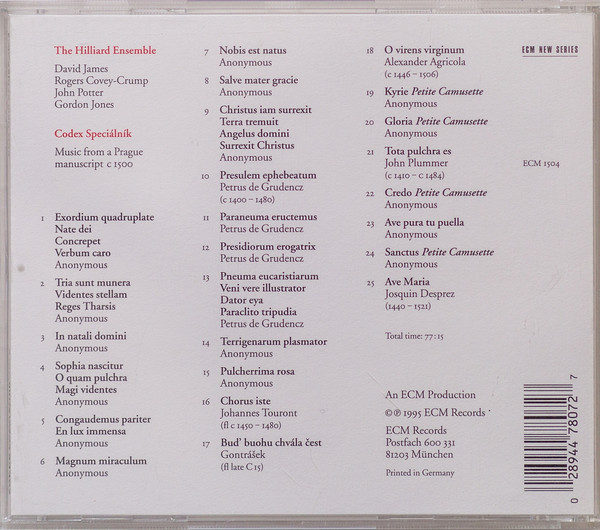 The Hilliard Ensemble
David James
Rogers Covey-Crump
John Potter
Gordon Jones
Codex Speciálník
Music from a Prague
manuscript c 1500
1 Exordium quadruplate
Nate dei
Concrepet
Verbum caro
Anonymous
2 Tria sunt munera
Videntes stellam
Reges Tharsis
Anonymous
3 In natali domini
Anonymous
4 Sophia nascitur
O quam pulchra
Magi videntes
Anonymous
5 Congaudemus pariter
En lux immensa
Anonymous
6 Magnum miraculum
Anonymous
7 Nobis est natus
Anonymous
8 Salve mater gracie
Anonymous
9 Christus iam surrexit
Terra tremuit
Angelus domini
Surrexit Christus
Anonymous
10 Presulem ephebeatum
Petrus de Grudencz
(c 1400 – 1480)
11 Paraneuma eructemus
Petrus de Grudencz
12 Presidiorum erogatrix
Petrus de Grudencz
13 Pneuma eucaristiarum
Veni vere illustrator
Dator eya
Paraclito tripudia
Petrus de Grudencz
14 Terrigenarum plasmator
Anonymous
15 Pulcherrima rosa
Anonymous
16 Chorus iste
Johannes Touront
(fl c 1450 – 1480)
17 Bud' buohu chvála čest
Gontrášek
(fl late C15)
18 O virens virginum
Alexander Agricola
(c 1446 – 1506)
19 Kyrie Petite Camusette
Anonymous
20 Gloria Petite Camusette
Anonymous
21 Tota pulchra es
John Plummer
(c 1410 – c 1484)
22 Credo Petite Camusette
Anonymous
23 Ave pura tu puella
Anonymous
24 Sanctus Petite Camusette
Anonymous
25 Ave Maria
Josquin Desprez
(1440 – 1521)
Total time: 77:15
An ECM Production
©℗ 1995 ECM Records
ECM Records
Postfach 600 331
81203 München
Printed in Germany
ECM NEW SERIES
ECM 1504
0 28944 78072 7